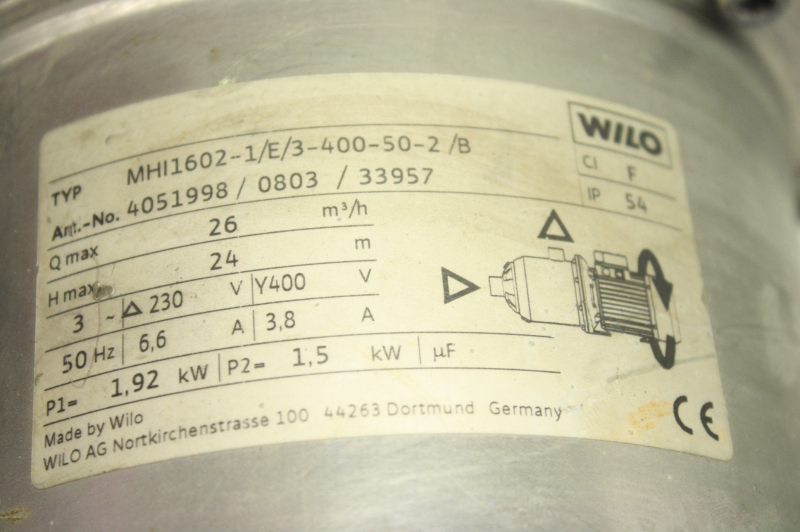 WILO
TYP MHI1602-1/E/3-400-50-2 /B
CI F
Art.-No. 4051998 / 0803 / 33957
IP 54
Q max 26 m³/h
H max 24 m
3 ~ Δ 230 V Y400 V
50 Hz 6,6 A 3,8 A
P1= 1,92 kW P2= 1,5 kW µF
Made by Wilo
WILO AG Nortkirchenstrasse 100 44263 Dortmund Germany
CE